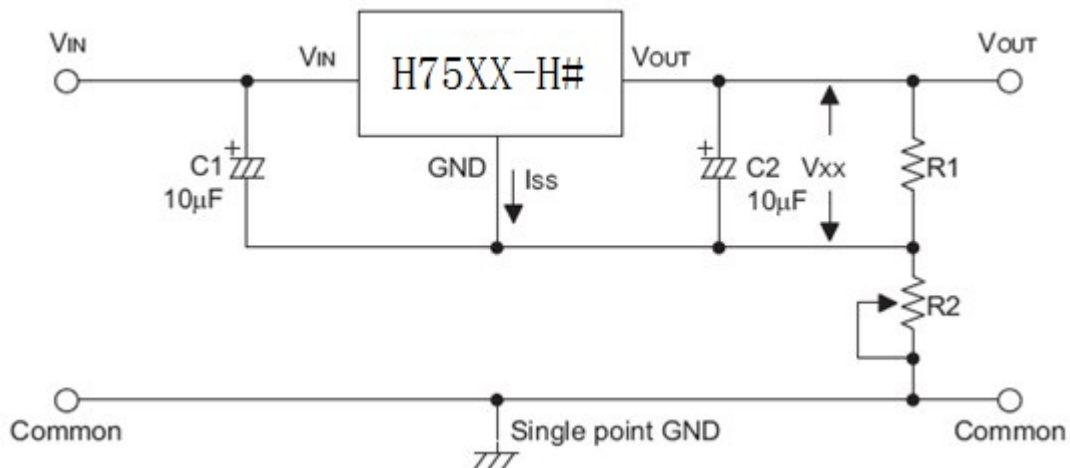 VIN
VIN
H75XX-H#
VOUT
VOUT
C1
10μF
GND
ISS
C2
10μF
VXX
R1
R2
Common
Single point GND
Common
+
+